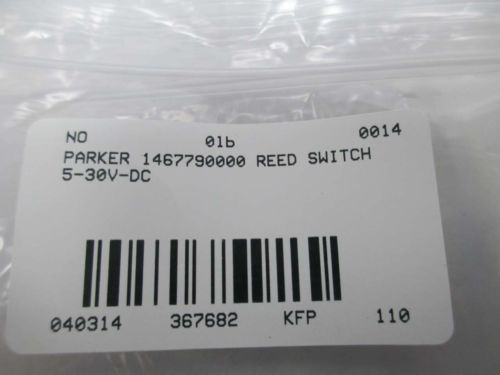 NO 01b 0014
PARKER 1467790000 REED SWITCH
5-30V-DC
040314 367682 KFP 110